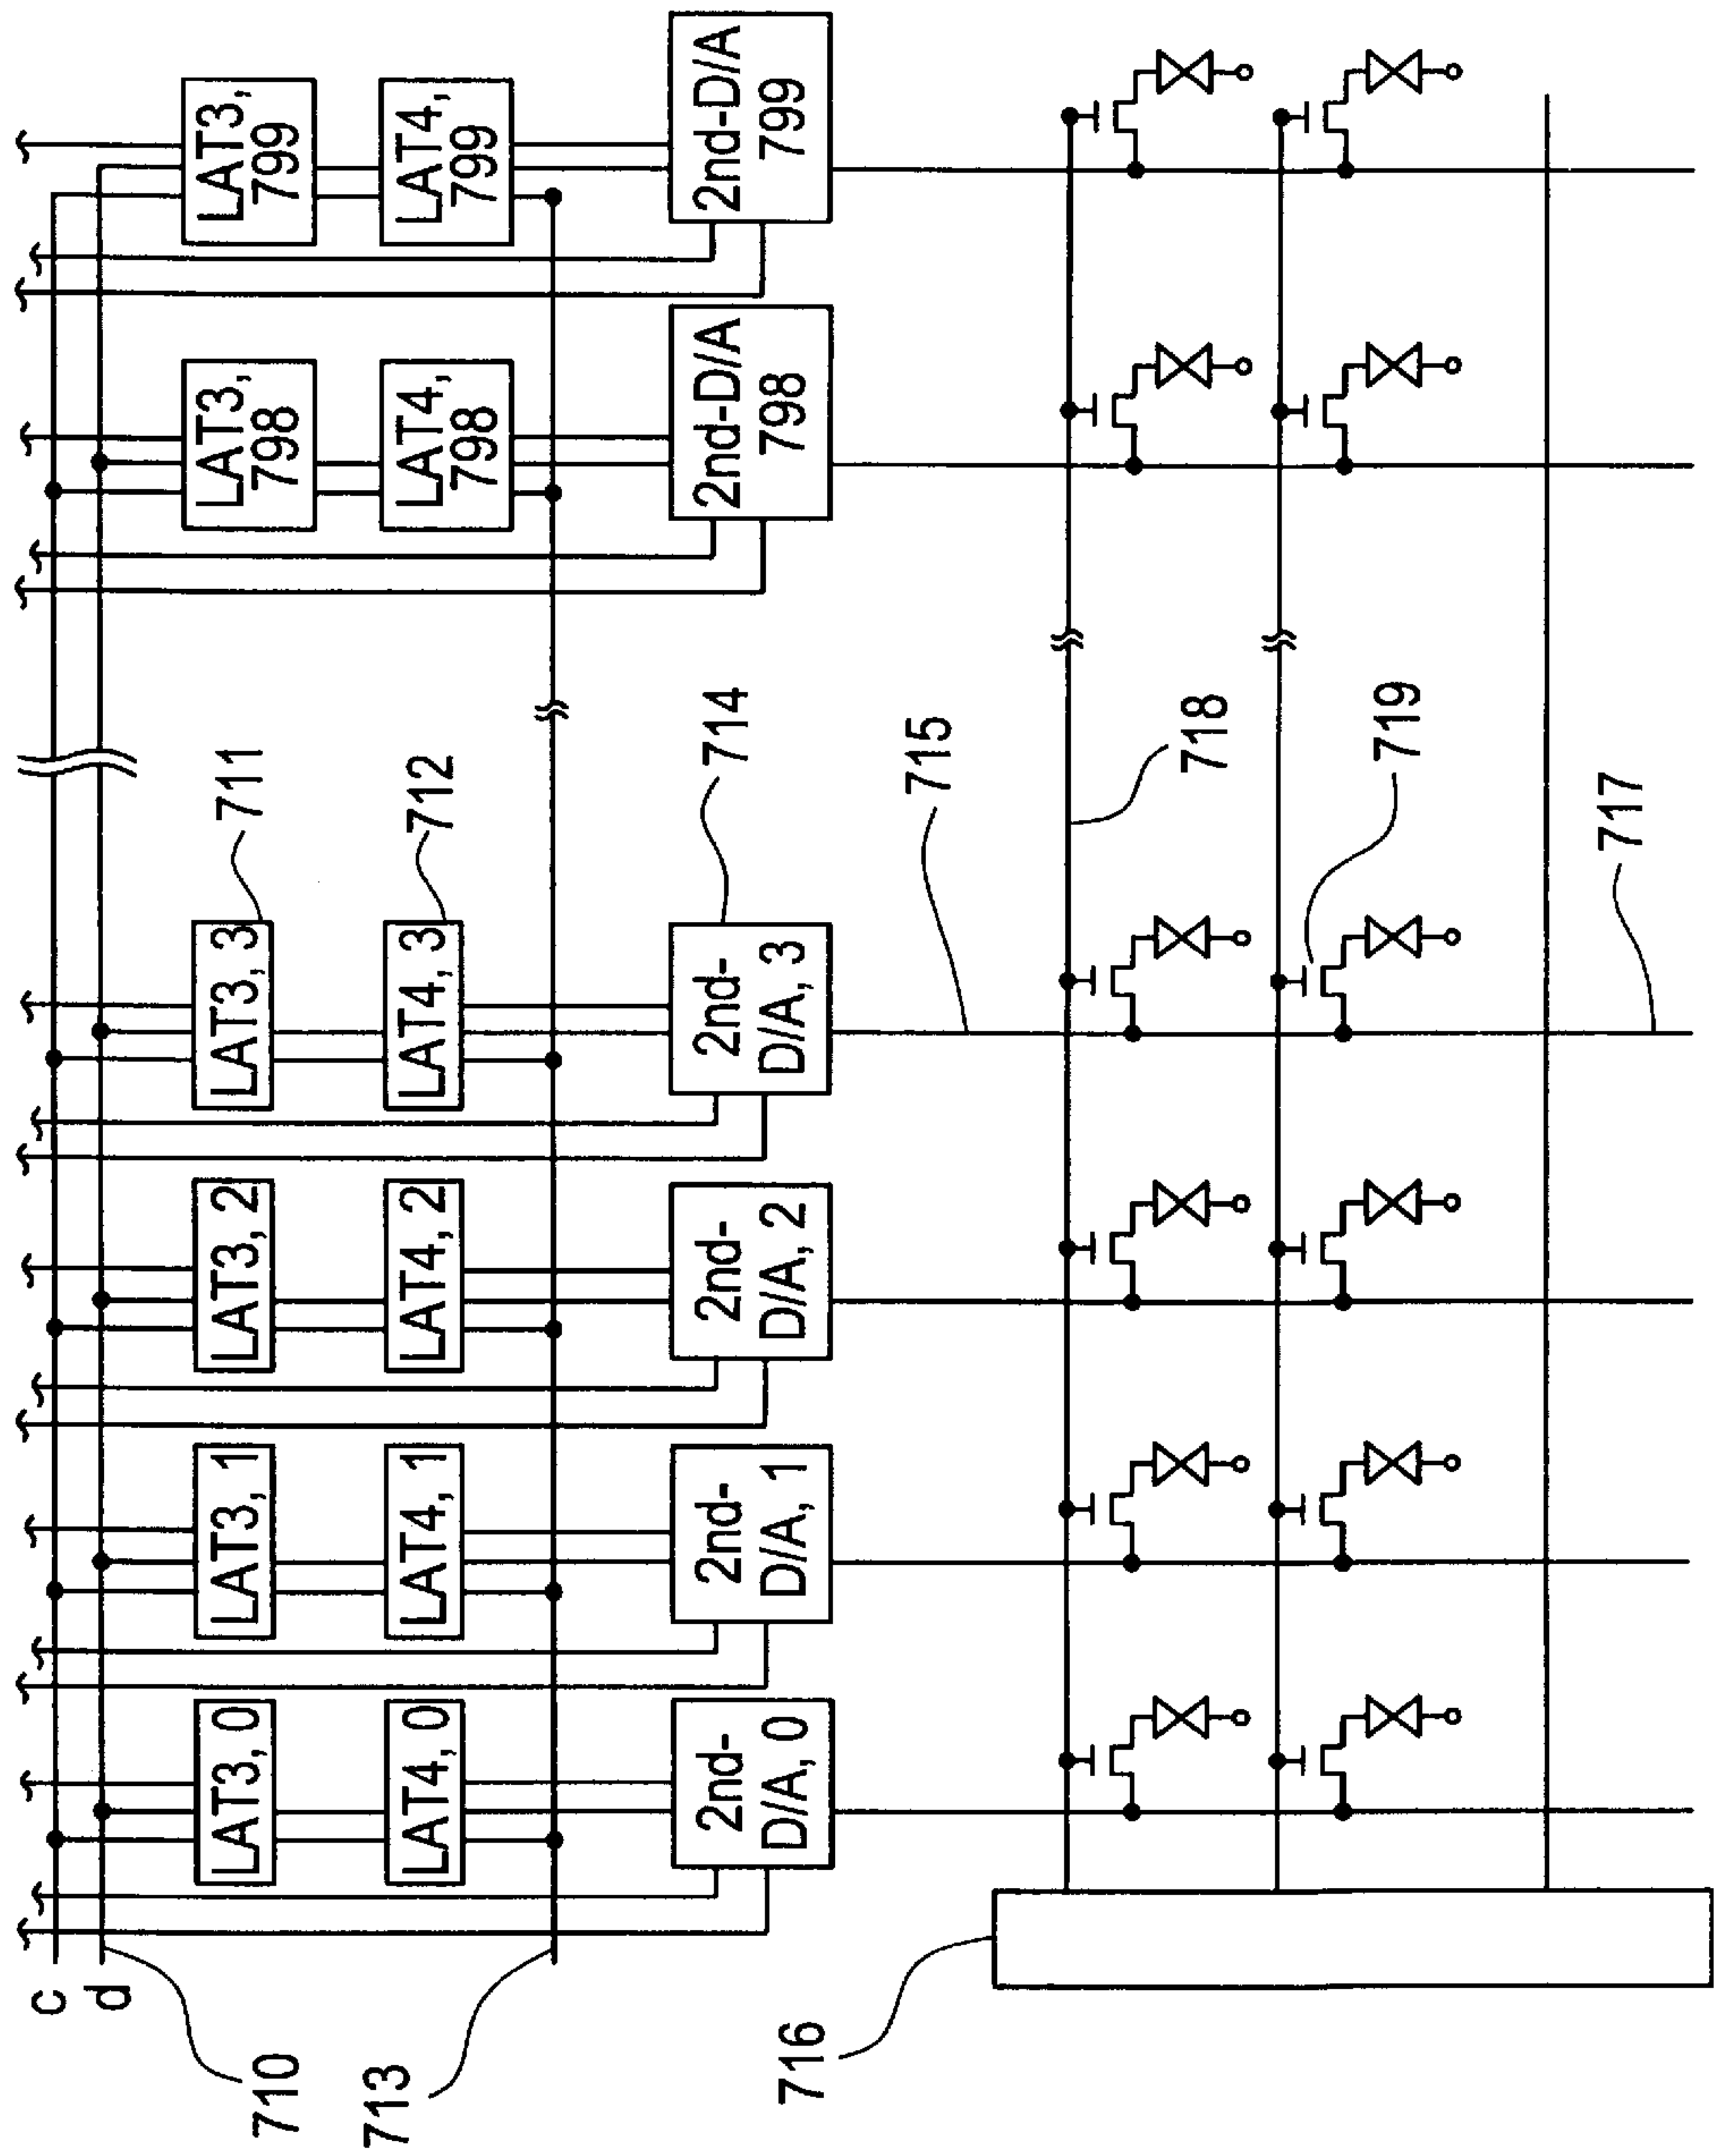 c
d
710
LAT3, 0
LAT3, 1
LAT3, 2
LAT3, 3
711
LAT3,
798
LAT3,
799
713
LAT4, 0
LAT4, 1
LAT4, 2
LAT4, 3
712
LAT4,
798
LAT4,
799
2nd-
D/A, 0
2nd-
D/A, 1
2nd-
D/A, 2
2nd-
D/A, 3
714
2nd-D/A
798
2nd-D/A
799
716
715
718
719
717